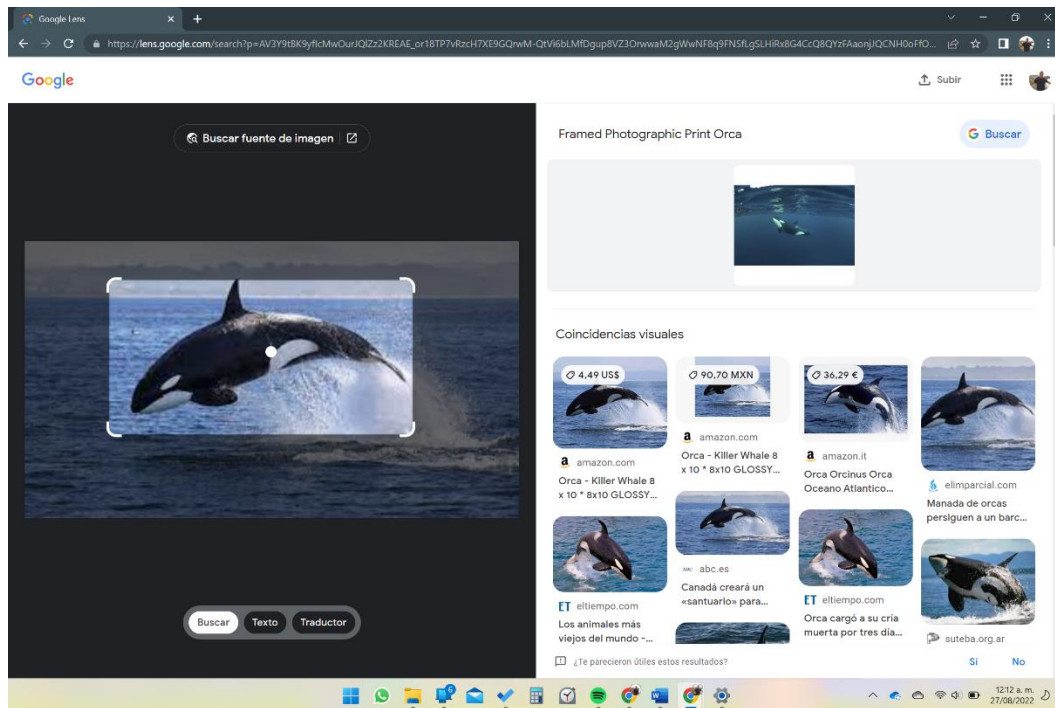 Google Lens
https://lens.google.com/search?p=AV3Y9t8K9yflcMwOurJQlZz2KREAE_or18TP7vRzcH7XE9GQrwM-QtVi6bLMfDgup8VZ3OrwwaM2gWwNF8q9FNSfLgSLHiRx8G4CcQ8QYzFAaonjJQCNH0oFfO...
Google
Subir
Buscar fuente de imagen
Framed Photographic Print Orca
Buscar
Coincidencias visuales
4,49 US$
amazon.com
Orca - Killer Whale 8
x 10 * 8x10 GLOSSY...
90,70 MXN
amazon.com
Orca - Killer Whale 8
x 10 * 8x10 GLOSSY...
36,29 €
amazon.it
Orca Orcinus Orca
Oceano Atlantico...
elimparcial.com
Manada de orcas
persiguen a un barc...
ET eltiempo.com
Los animales más
viejos del mundo -...
ABC abc.es
Canadá creará un
«santuario» para...
ET eltiempo.com
Orca cargó a su cría
muerta por tres día...
suteba.org.ar
Buscar
Texto
Traductor
¿Te parecieron útiles estos resultados?
Sí
No
12:12 a. m.
27/08/2022